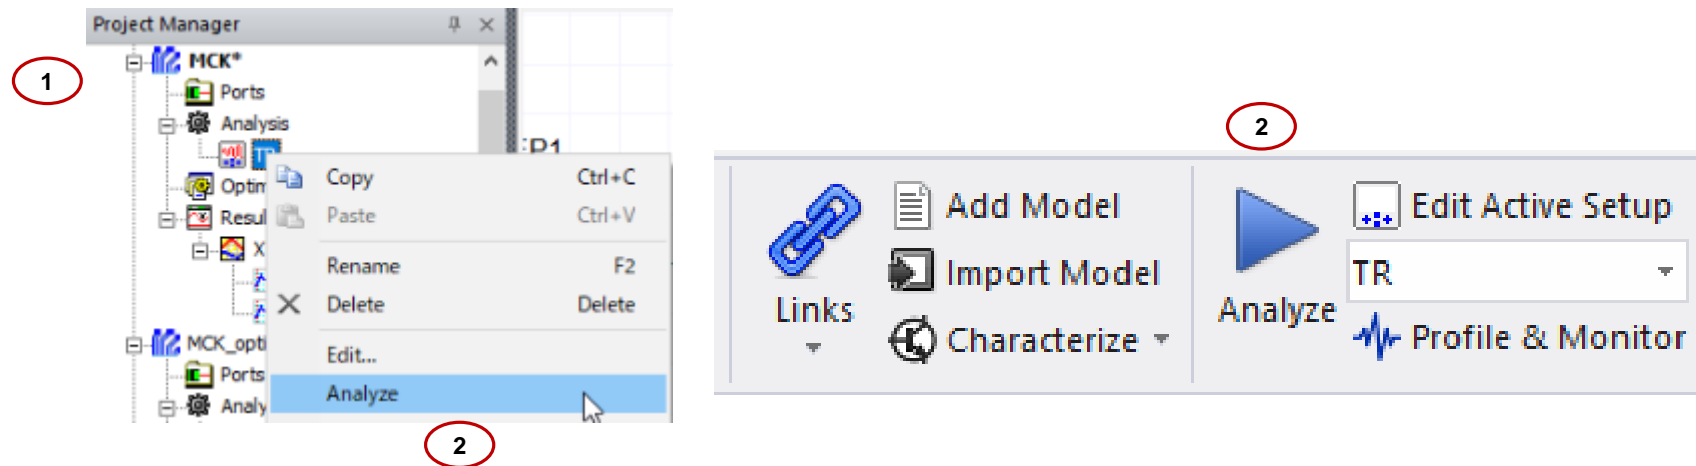 Project Manager
1
MCK*
Ports
Analysis
TR
Optim
Resul
X
MCK_opti
Ports
Analy
Copy Ctrl+C
Paste Ctrl+V
Rename F2
Delete Delete
Edit...
Analyze
2
2
Links
Add Model
Import Model
Characterize
Analyze
Edit Active Setup
TR
Profile & Monitor